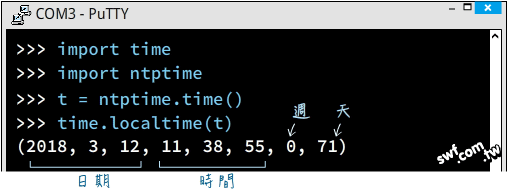 COM3 - PuTTY
>>> import time
>>> import ntptime
>>> t = ntptime.time()
>>> time.localtime(t)
週 天
(2018, 3, 12, 11, 38, 55, 0, 71)
日期 時間
swf.com.tw